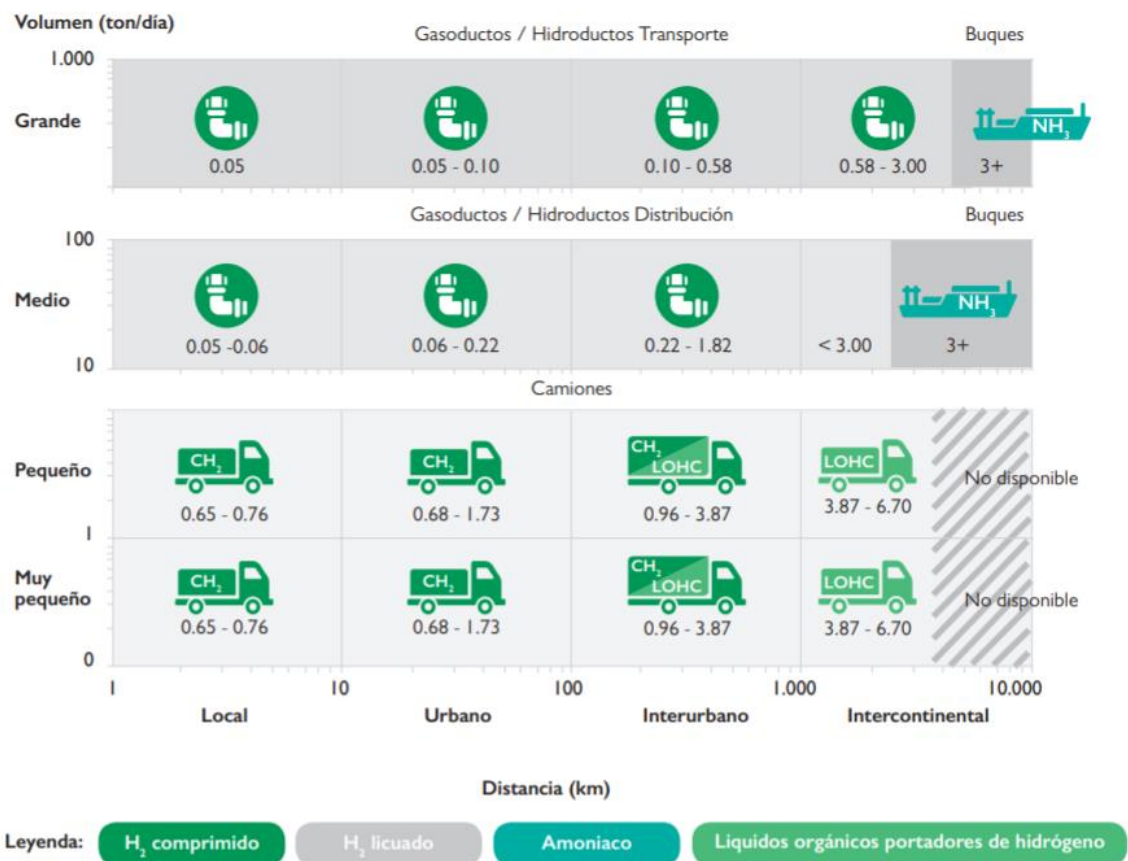 Volumen (ton/día)
Gasoductos / Hidroductos Transporte
Buques
1.000
Grande
NH₃
0.05
0.05 - 0.10
0.10 - 0.58
0.58 - 3.00
3+
Gasoductos / Hidroductos Distribución
Buques
100
Medio
NH₃
0.05 -0.06
0.06 - 0.22
0.22 - 1.82
< 3.00
3+
10
Camiones
Pequeño
CH₂
CH₂
CH₂
LOHC
LOHC
No disponible
0.65 - 0.76
0.68 - 1.73
0.96 - 3.87
3.87 - 6.70
1
Muy
pequeño
CH₂
CH₂
CH₂
LOHC
LOHC
No disponible
0.65 - 0.76
0.68 - 1.73
0.96 - 3.87
3.87 - 6.70
0
1
10
100
1.000
10.000
Local
Urbano
Interurbano
Intercontinental
Distancia (km)
Leyenda:
H₂ comprimido
H₂ licuado
Amoniaco
Liquidos orgánicos portadores de hidrógeno